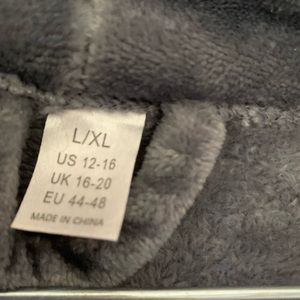 L/XL
US 12-16
UK 16-20
EU 44-48
MADE IN CHINA